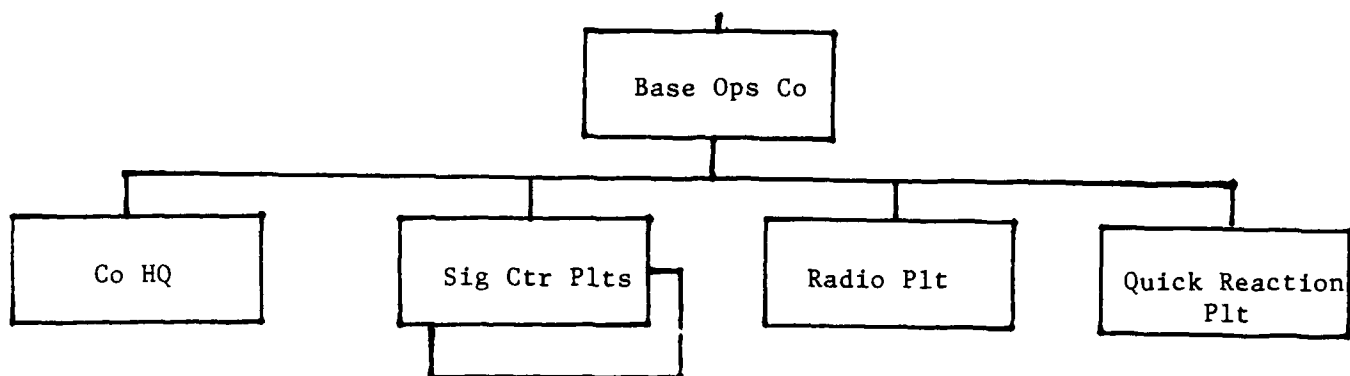 Base Ops Co
Co HQ
Sig Ctr Plts
Radio Plt
Quick Reaction
Plt